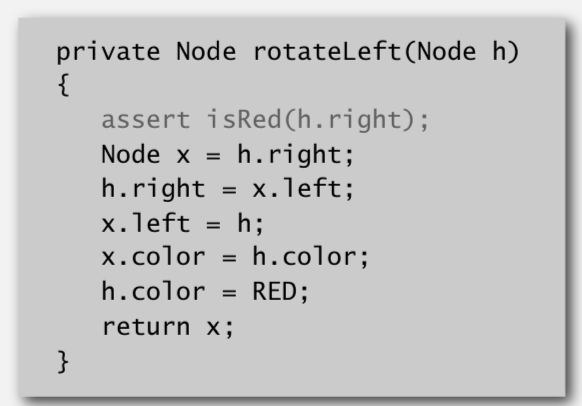 private Node rotateLeft(Node h)
{
assert isRed(h.right);
Node x = h.right;
h.right = x.left;
x.left = h;
x.color = h.color;
h.color = RED;
return x;
}